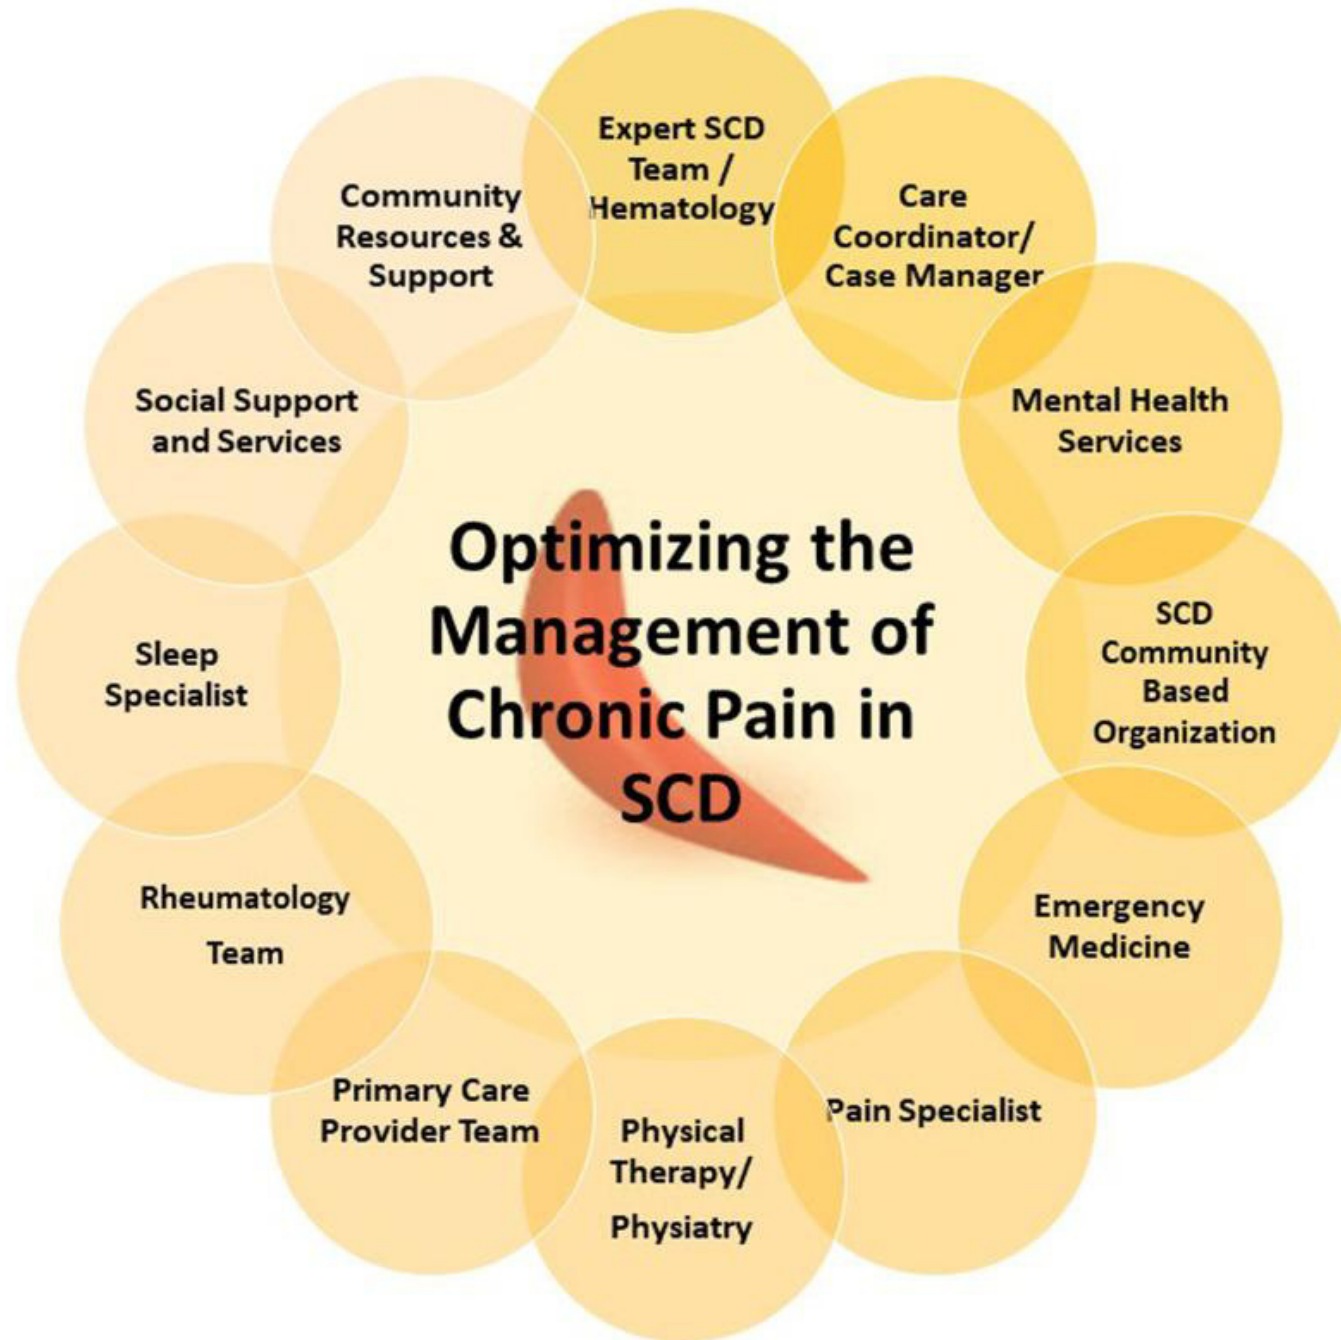 Expert SCD
Team /
Hematology
Care
Coordinator/
Case Manager
Mental Health
Services
SCD
Community
Based
Organization
Emergency
Medicine
Pain Specialist
Physical
Therapy/
Physiatry
Primary Care
Provider Team
Rheumatology
Team
Sleep
Specialist
Social Support
and Services
Community
Resources &
Support
Optimizing the
Management of
Chronic Pain in
SCD